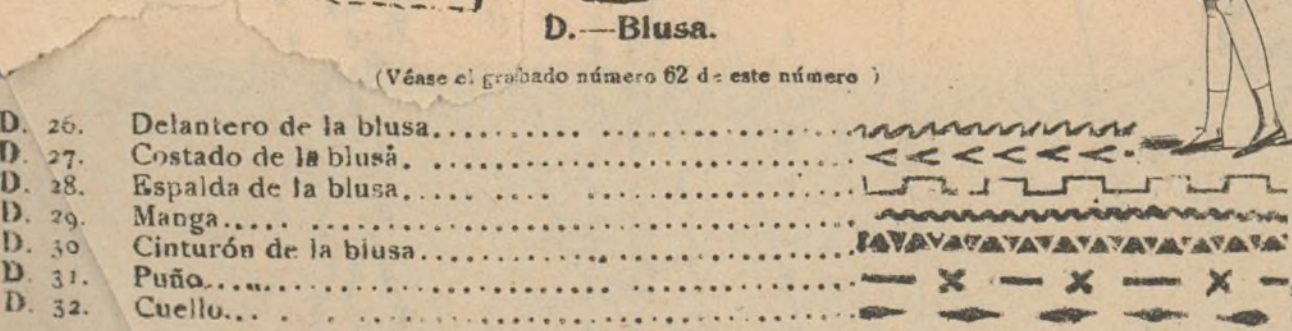 D.—Blusa.
(Véase el grabado número 62 de este número)
D. 26. Delantero de la blusa
D. 27. Costado de la blusa.
D. 28. Espalda de la blusa
D. 29. Manga
D. 30 Cinturón de la blusa
D. 31. Puño
D. 32. Cuello